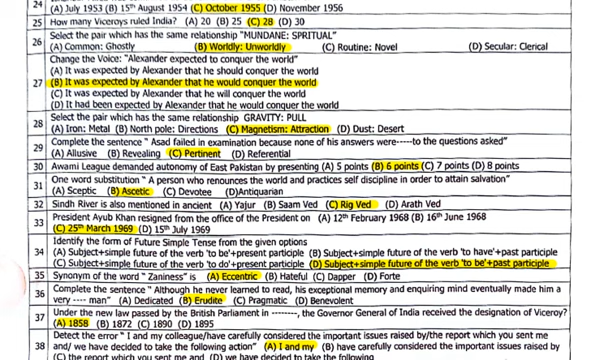 24 (A) July 1953 (B) 15th August 1954 (C) October 1955 (D) November 1956
25 How many Viceroys ruled India? (A) 20 (B) 25 (C) 28 (D) 30
26 Select the pair which has the same relationship "MUNDANE: SPRITUAL"
(A) Common: Ghostly (B) Worldly: Unworldly (C) Routine: Novel (D) Secular: Clerical
27 Change the Voice: "Alexander expected to conquer the world"
(A) It was expected by Alexander that he should conquer the world
(B) It was expected by Alexander that he would conquer the world
(C) It was expected by Alexander that he will conquer the world
(D) It had been expected by Alexander that he would conquer the world
28 Select the pair which has the same relationship GRAVITY: PULL
(A) Iron: Metal (B) North pole: Directions (C) Magnetism: Attraction (D) Dust: Desert
29 Complete the sentence " Asad failed in examination because none of his answers were-----to the questions asked"
(A) Allusive (B) Revealing (C) Pertinent (D) Referential
30 Awami League demanded autonomy of East Pakistan by presenting (A) 5 points (B) 6 points (C) 7 points (D) 8 points
31 One word substitution " A person who renounces the world and practices self discipline in order to attain salvation"
(A) Sceptic (B) Ascetic (C) Devotee (D)Antiquarian
32 Sindh River is also mentioned in ancient (A) Yajur (B) Saam Ved (C) Rig Ved (D) Arath Ved
33 President Ayub Khan resigned from the office of the President on (A) 12th February 1968 (B) 16th June 1968
(C) 25th March 1969 (D) 15th July 1969
34 Identify the form of Future Simple Tense from the given options
(A) Subject+simple future of the verb 'to be'+present participle (B) Subject+simple future of the verb 'to have'+past participle
(C) Subject+simple future of the verb 'to do'+present participle (D) Subject+simple future of the verb 'to be'+past participle
35 Synonym of the word " Zaniness" is (A) Eccentric (B) Hateful (C) Dapper (D) Forte
36 Complete the sentence " Although he never learned to read, his exceptional memory and enquiring mind eventually made him a
very ---- man" (A) Dedicated (B) Erudite (C) Pragmatic (D) Benevolent
37 Under the new law passed by the British Parliament in --------, the Governor General of India received the designation of Viceroy?
(A) 1858 (B) 1872 (C) 1890 (D) 1895
38 Detect the error " I and my colleague/have carefully considered the important issues raised by/the report which you sent me
and/ we have decided to take the following action" (A) I and my (B) have carefully considered the important issues raised by
(C) the report which you sent me and (D) we have decided to take the following